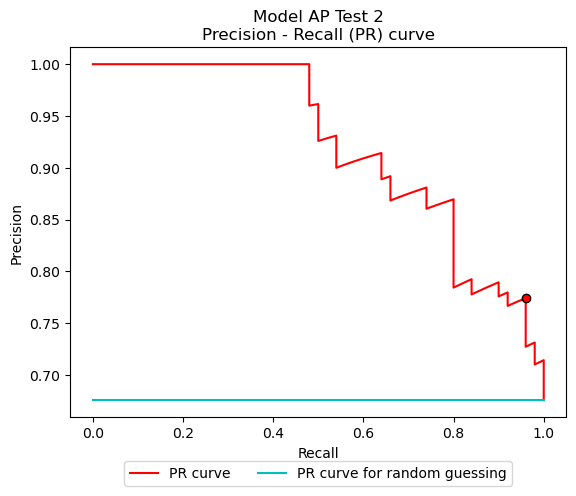 Model AP Test 2
Precision - Recall (PR) curve
1.00
0.95
0.90
0.85
0.80
0.75
0.70
Precision
0.0 0.2 0.4 0.6 0.8 1.0
Recall
PR curve PR curve for random guessing